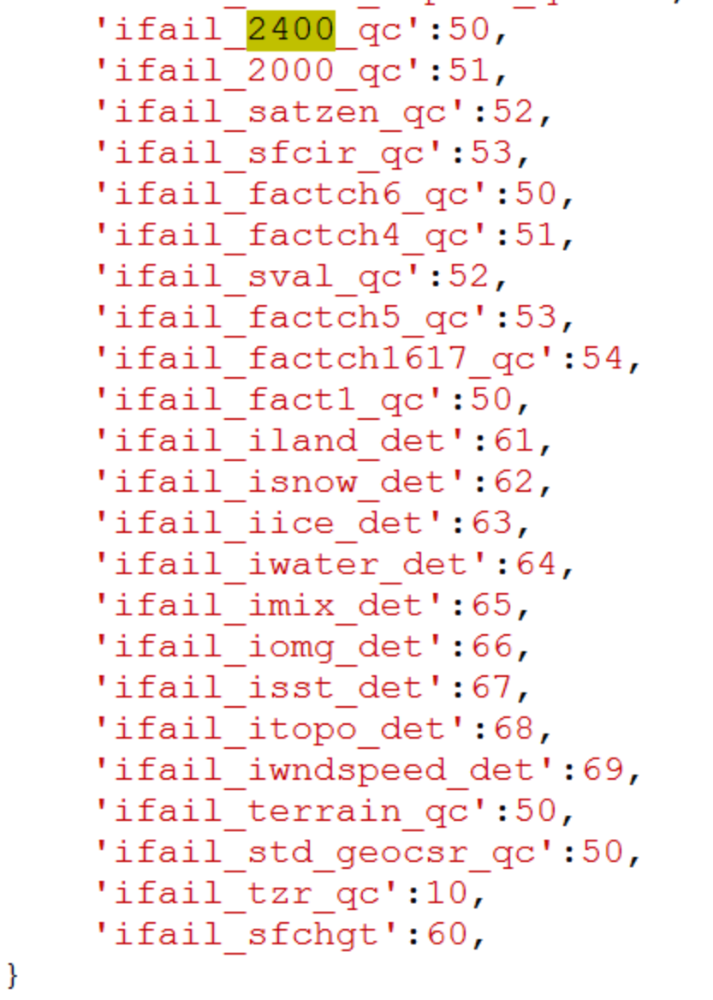 'ifail_2400_qc':50,
'ifail_2000_qc':51,
'ifail_satzen_qc':52,
'ifail_sfcir_qc':53,
'ifail_factch6_qc':50,
'ifail_factch4_qc':51,
'ifail_sval_qc':52,
'ifail_factch5_qc':53,
'ifail_factch1617_qc':54,
'ifail_fact1_qc':50,
'ifail_iland_det':61,
'ifail_isnow_det':62,
'ifail_iice_det':63,
'ifail_iwater_det':64,
'ifail_imix_det':65,
'ifail_iomg_det':66,
'ifail_isst_det':67,
'ifail_itopo_det':68,
'ifail_iwndspeed_det':69,
'ifail_terrain_qc':50,
'ifail_std_geocsr_qc':50,
'ifail_tzr_qc':10,
'ifail_sfchgt':60,
}